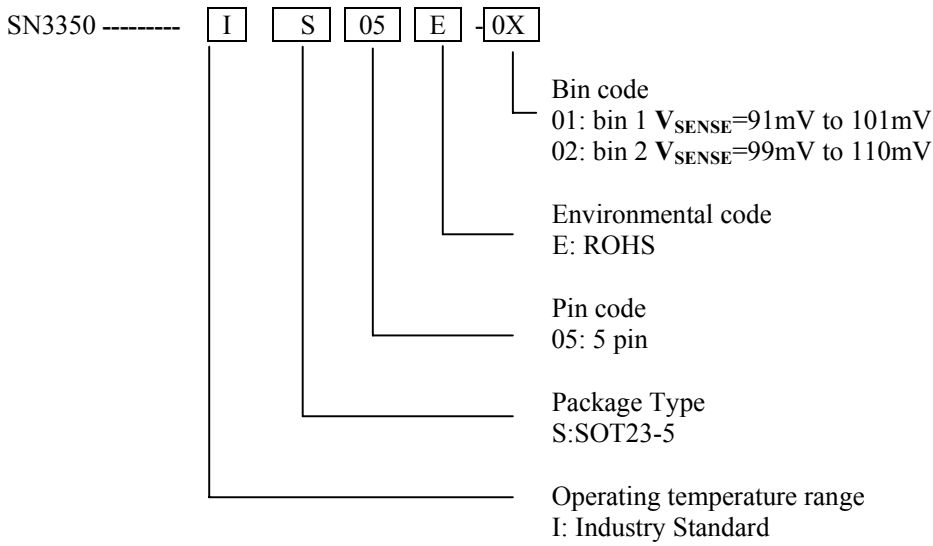 SN3350 --------- I S 05 E - 0X
Bin code
01: bin 1 VSENSE=91mV to 101mV
02: bin 2 VSENSE=99mV to 110mV
Environmental code
E: ROHS
Pin code
05: 5 pin
Package Type
S:SOT23-5
Operating temperature range
I: Industry Standard